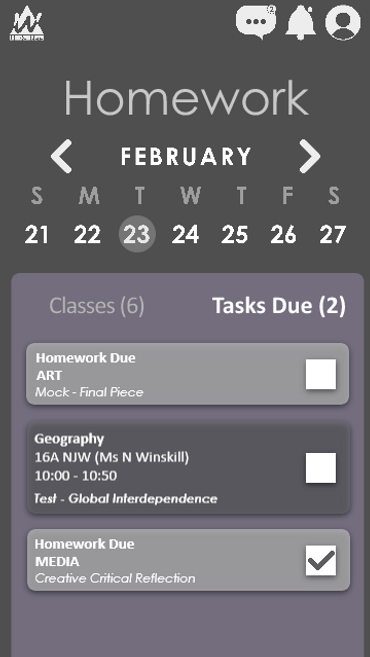 Homework
FEBRUARY
S M T W T F S
21 22 23 24 25 26 27
Classes (6) Tasks Due (2)
Homework Due
ART
Mock - Final Piece
Geography
16A NJW (Ms N Winskill)
10:00 - 10:50
Test - Global Interdependence
Homework Due
MEDIA
Creative Critical Reflection